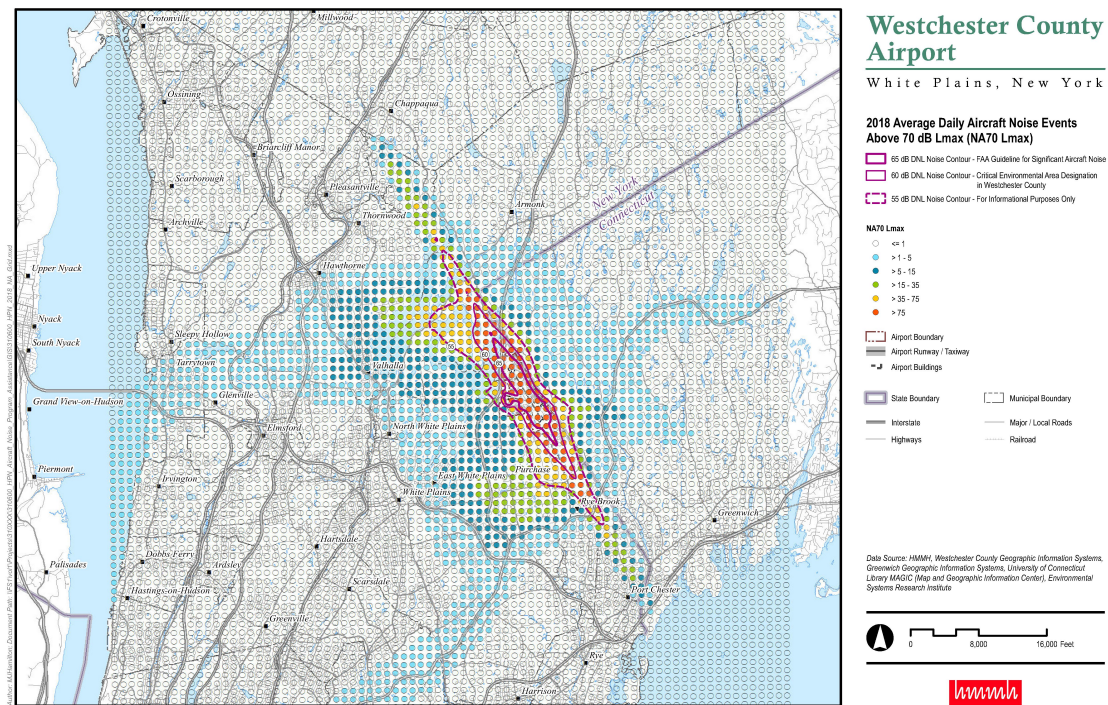 Crotonville
Millwood
Ossining
Chappaqua
Briarcliff Manor
Scarborough
Pleasantville
Archville
Thornwood
Armonk
New York
Connecticut
Upper Nyack
Hawthorne
Nyack
South Nyack
Sleepy Hollow
Tarrytown
55
60
65
Valhalla
Grand View-on-Hudson
Glenville
Elmsford
North White Plains
Piermont
Irvington
East White Plains
Purchase
White Plains
Rye Brook
Greenwich
Hartsdale
Dobbs Ferry
Palisades
Ardsley
Scarsdale
Hastings-on-Hudson
Port Chester
Greenville
Rye
Harrison
Westchester County
Airport
White Plains, New York
2018 Average Daily Aircraft Noise Events
Above 70 dB Lmax (NA70 Lmax)
65 dB DNL Noise Contour - FAA Guideline for Significant Aircraft Noise
60 dB DNL Noise Contour - Critical Environmental Area Designation
in Westchester County
55 dB DNL Noise Contour - For Informational Purposes Only
NA70 Lmax
<= 1
> 1 - 5
> 5 - 15
> 15 - 35
> 35 - 75
> 75
Airport Boundary
Airport Runway / Taxiway
Airport Buildings
State Boundary
Municipal Boundary
Interstate
Major / Local Roads
Highways
Railroad
Data Source: HMMH, Westchester County Geographic Information Systems,
Greenwich Geographic Information Systems, University of Connecticut
Library MAGIC (Map and Geographic Information Center), Environmental
Systems Research Institute
0 8,000 16,000 Feet
hmmh